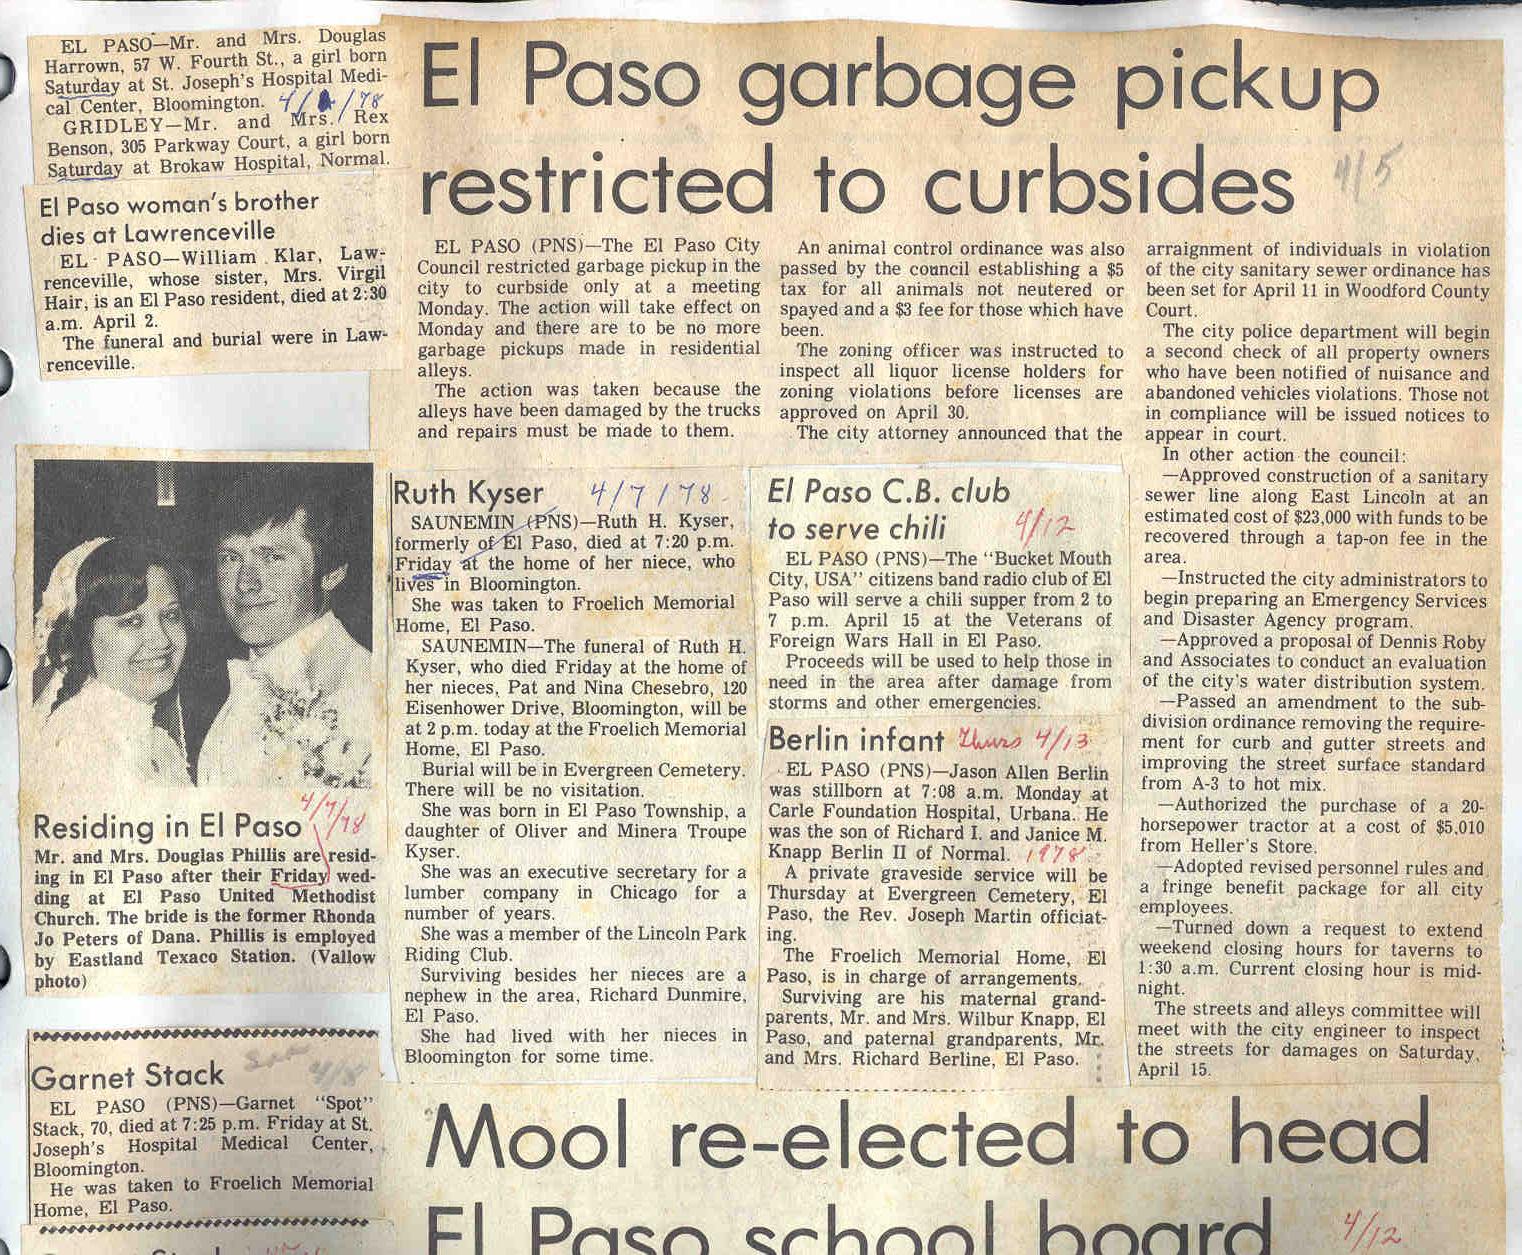 EL PASO—Mr. and Mrs. Douglas
Harrown, 57 W. Fourth St., a girl born
Saturday at St. Joseph's Hospital Medi-
cal Center, Bloomington. 4/ /78
GRIDLEY—Mr. and Mrs. Rex
Benson, 305 Parkway Court, a girl born
Saturday at Brokaw Hospital, Normal.
El Paso woman's brother
dies at Lawrenceville
EL PASO—William Klar, Law-
renceville, whose sister, Mrs. Virgil
Hair, is an El Paso resident, died at 2:30
a.m. April 2.
The funeral and burial were in Law-
renceville.
Residing in El Paso 4/7/78
Mr. and Mrs. Douglas Phillis are resid-
ing in El Paso after their Friday wed-
ding at El Paso United Methodist
Church. The bride is the former Rhonda
Jo Peters of Dana. Phillis is employed
by Eastland Texaco Station. (Vallow
photo)
Garnet Stack 4/8
EL PASO (PNS)—Garnet "Spot"
Stack, 70, died at 7:25 p.m. Friday at St.
Joseph's Hospital Medical Center,
Bloomington.
He was taken to Froelich Memorial
Home, El Paso.
El Paso garbage pickup
restricted to curbsides 4/5
EL PASO (PNS)—The El Paso City
Council restricted garbage pickup in the
city to curbside only at a meeting
Monday. The action will take effect on
Monday and there are to be no more
garbage pickups made in residential
alleys.
The action was taken because the
alleys have been damaged by the trucks
and repairs must be made to them.
An animal control ordinance was also
passed by the council establishing a $5
tax for all animals not neutered or
spayed and a $3 fee for those which have
been.
The zoning officer was instructed to
inspect all liquor license holders for
zoning violations before licenses are
approved on April 30.
The city attorney announced that the
arraignment of individuals in violation
of the city sanitary sewer ordinance has
been set for April 11 in Woodford County
Court.
The city police department will begin
a second check of all property owners
who have been notified of nuisance and
abandoned vehicles violations. Those not
in compliance will be issued notices to
appear in court.
In other action the council:
—Approved construction of a sanitary
sewer line along East Lincoln at an
estimated cost of $23,000 with funds to be
recovered through a tap-on fee in the
area.
—Instructed the city administrators to
begin preparing an Emergency Services
and Disaster Agency program.
—Approved a proposal of Dennis Roby
and Associates to conduct an evaluation
of the city's water distribution system.
—Passed an amendment to the sub-
division ordinance removing the require-
ment for curb and gutter streets and
improving the street surface standard
from A-3 to hot mix.
—Authorized the purchase of a 20-
horsepower tractor at a cost of $5,010
from Heller's Store.
—Adopted revised personnel rules and
a fringe benefit package for all city
employees.
—Turned down a request to extend
weekend closing hours for taverns to
1:30 a.m. Current closing hour is mid-
night.
The streets and alleys committee will
meet with the city engineer to inspect
the streets for damages on Saturday,
April 15.
Ruth Kyser 4/7/78
SAUNEMIN (PNS)—Ruth H. Kyser,
formerly of El Paso, died at 7:20 p.m.
Friday at the home of her niece, who
lives in Bloomington.
She was taken to Froelich Memorial
Home, El Paso.
SAUNEMIN—The funeral of Ruth H.
Kyser, who died Friday at the home of
her nieces, Pat and Nina Chesebro, 120
Eisenhower Drive, Bloomington, will be
at 2 p.m. today at the Froelich Memorial
Home, El Paso.
Burial will be in Evergreen Cemetery.
There will be no visitation.
She was born in El Paso Township, a
daughter of Oliver and Minera Troupe
Kyser.
She was an executive secretary for a
lumber company in Chicago for a
number of years.
She was a member of the Lincoln Park
Riding Club.
Surviving besides her nieces are a
nephew in the area, Richard Dunmire,
El Paso.
She had lived with her nieces in
Bloomington for some time.
El Paso C.B. club
to serve chili 4/12
EL PASO (PNS)—The "Bucket Mouth
City, USA" citizens band radio club of El
Paso will serve a chili supper from 2 to
7 p.m. April 15 at the Veterans of
Foreign Wars Hall in El Paso.
Proceeds will be used to help those in
need in the area after damage from
storms and other emergencies.
Berlin infant Thurs 4/13
EL PASO (PNS)—Jason Allen Berlin
was stillborn at 7:08 a.m. Monday at
Carle Foundation Hospital, Urbana. He
was the son of Richard I. and Janice M.
Knapp Berlin II of Normal. 1978
A private graveside service will be
Thursday at Evergreen Cemetery, El
Paso, the Rev. Joseph Martin officiat-
ing.
The Froelich Memorial Home, El
Paso, is in charge of arrangements.
Surviving are his maternal grand-
parents, Mr. and Mrs. Wilbur Knapp, El
Paso, and paternal grandparents, Mr.
and Mrs. Richard Berline, El Paso.
Mool re-elected to head
El Paso school board 4/12